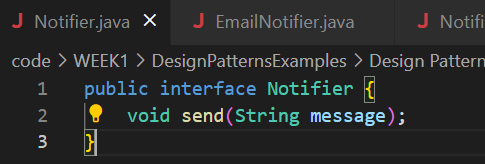 J Notifier.java × J EmailNotifier.java J Notifi
code > WEEK1 > DesignPatternsExamples > Design Pattern
1 public interface Notifier {
2 void send(String message);
3 }